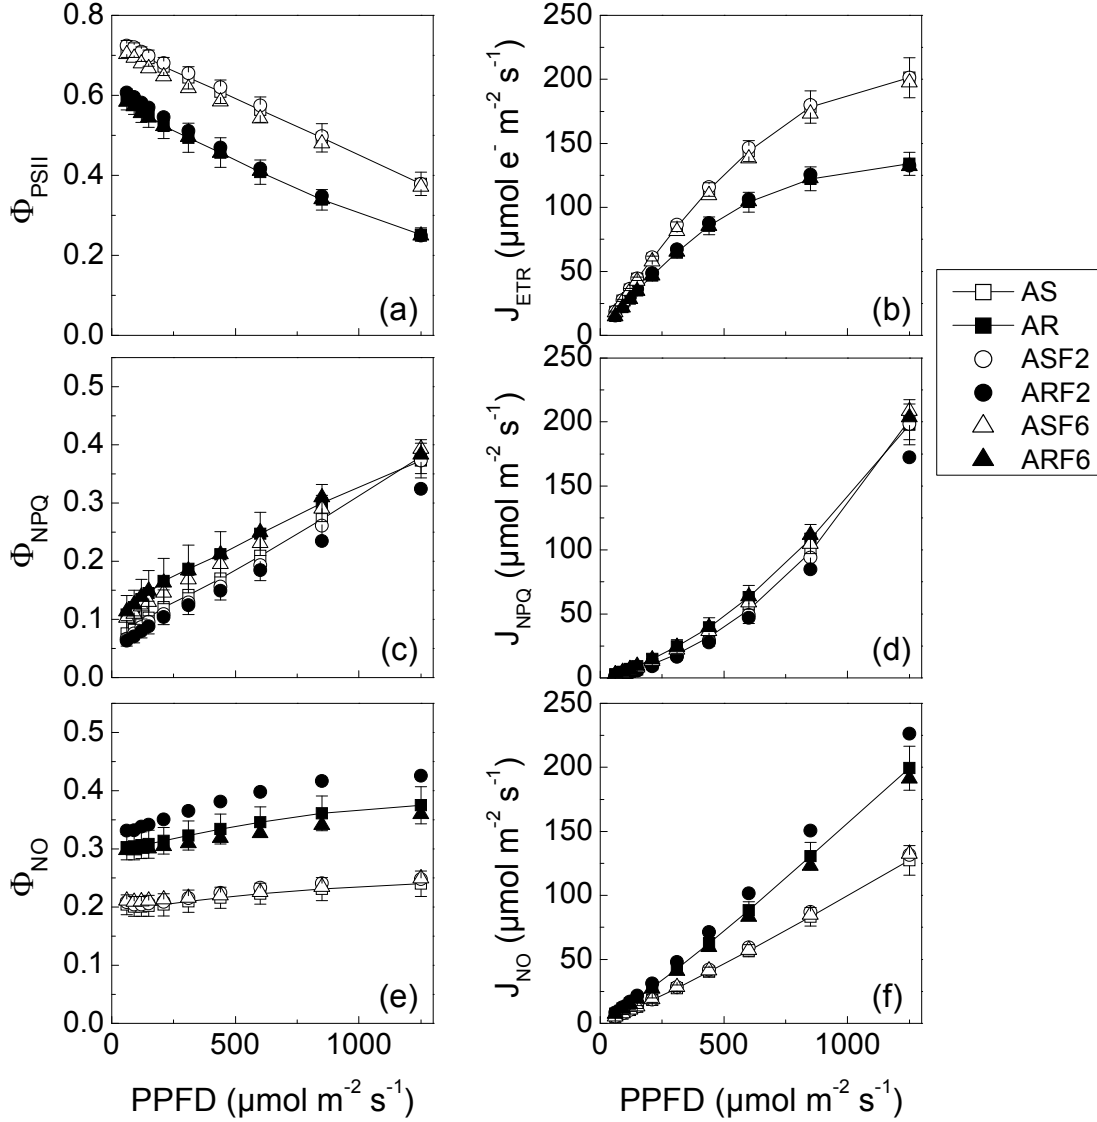 0.8
0.6
0.4
0.2
0.0
Φ_PSII
(a)
250
200
150
100
50
0
J_ETR (µmol e⁻ m⁻² s⁻¹)
(b)
0.5
0.4
0.3
0.2
0.1
0.0
Φ_NPQ
(c)
250
200
150
100
50
0
J_NPQ (µmol m⁻² s⁻¹)
(d)
0.5
0.4
0.3
0.2
0.1
0.0
Φ_NO
(e)
0 500 1000
PPFD (µmol m⁻² s⁻¹)
250
200
150
100
50
0
J_NO (µmol m⁻² s⁻¹)
(f)
0 500 1000
PPFD (µmol m⁻² s⁻¹)
AS
AR
ASF2
ARF2
ASF6
ARF6